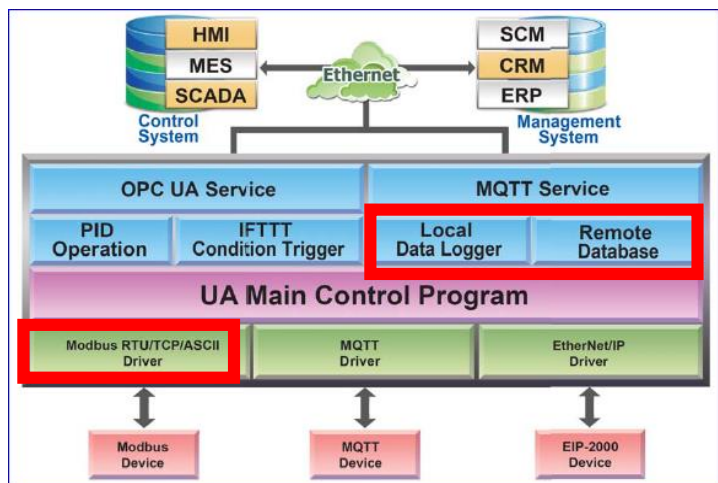 HMI
MES
SCADA
Control
System
Ethernet
SCM
CRM
ERP
Management
System
OPC UA Service
MQTT Service
PID
Operation
IFTTT
Condition Trigger
Local
Data Logger
Remote
Database
UA Main Control Program
Modbus RTU/TCP/ASCII
Driver
MQTT
Driver
EtherNet/IP
Driver
Modbus
Device
MQTT
Device
EIP-2000
Device